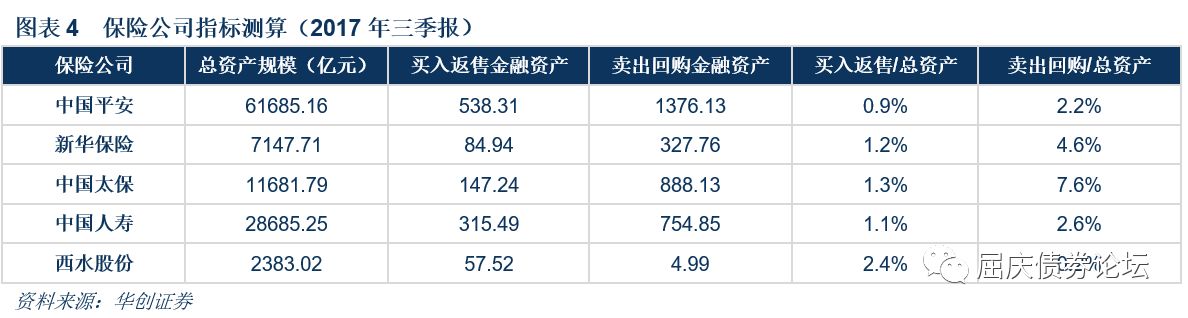 图表 4 保险公司指标测算（2017 年三季报）
保险公司 总资产规模（亿元） 买入返售金融资产 卖出回购金融资产 买入返售/总资产 卖出回购/总资产
中国平安 61685.16 538.31 1376.13 0.9% 2.2%
新华保险 7147.71 84.94 327.76 1.2% 4.6%
中国太保 11681.79 147.24 888.13 1.3% 7.6%
中国人寿 28685.25 315.49 754.85 1.1% 2.6%
西水股份 2383.02 57.52 4.99 2.4%
屈庆债券论坛
资料来源：华创证券